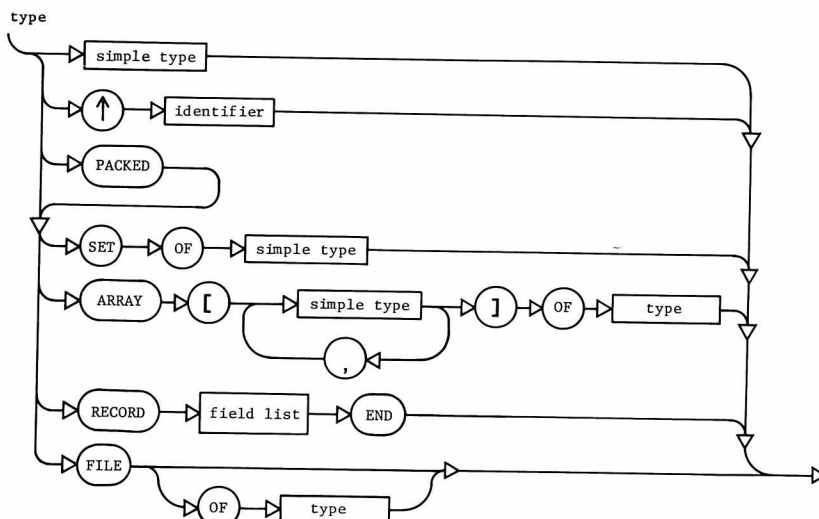 type
simple type
↑ identifier
PACKED
SET OF simple type
ARRAY [ simple type ] OF type
,
RECORD field list END
FILE
OF type